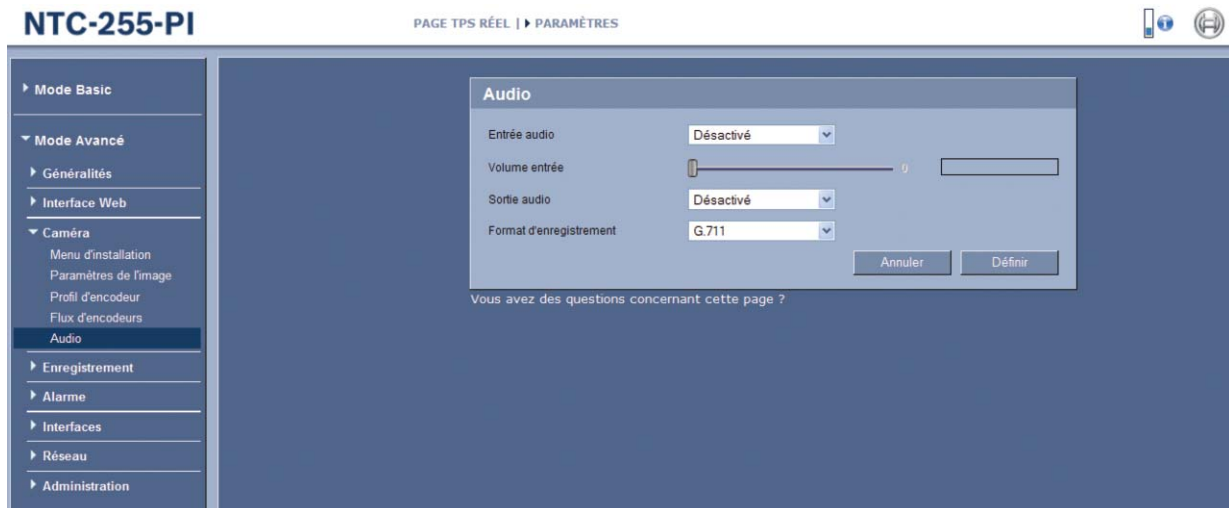 NTC-255-PI
PAGE TPS RÉEL | PARAMÈTRES
Mode Basic
Mode Avancé
Généralités
Interface Web
Caméra
Menu d'installation
Paramètres de l'image
Profil d'encodeur
Flux d'encodeurs
Audio
Enregistrement
Alarme
Interfaces
Réseau
Administration
Audio
Entrée audio Désactivé
Volume entrée 0
Sortie audio Désactivé
Format d'enregistrement G.711
Annuler Définir
Vous avez des questions concernant cette page ?